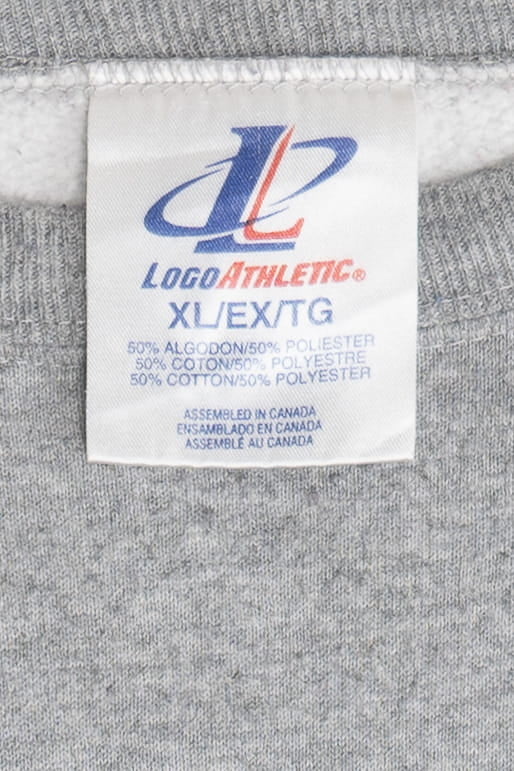 L
LOGOATHLETIC®
XL/EX/TG
50% ALGODON/50% POLIESTER
50% COTON/50% POLYESTRE
50% COTTON/50% POLYESTER
ASSEMBLED IN CANADA
ENSAMBLADO EN CANADA
ASSEMBLÉ AU CANADA